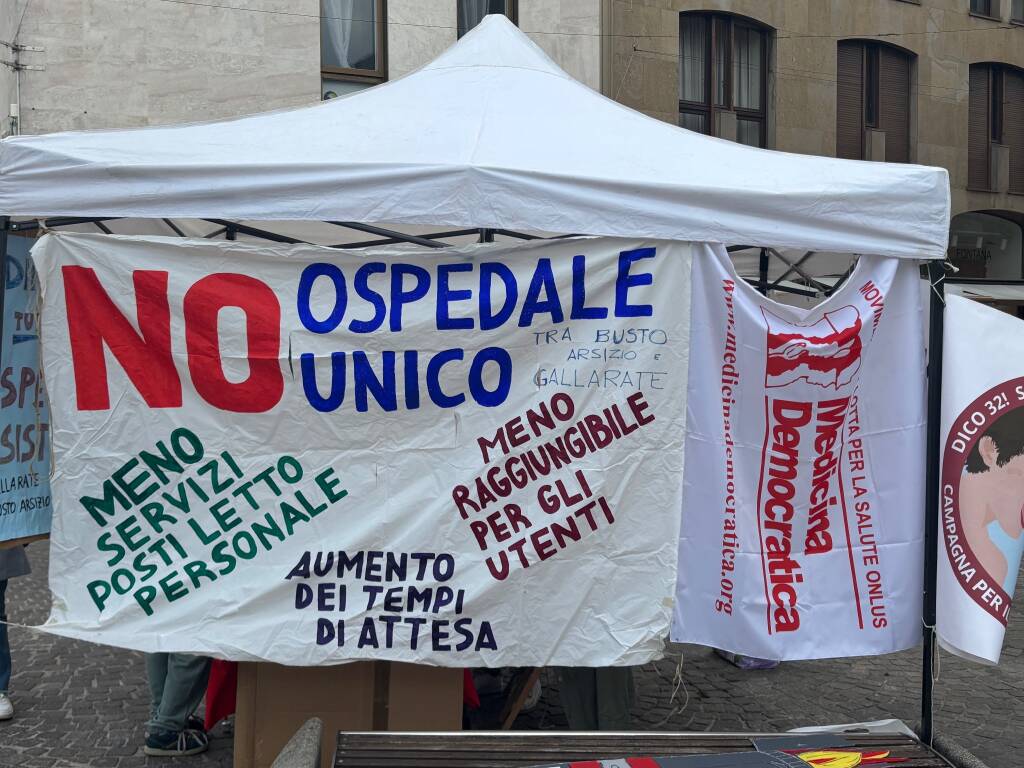 NO
OSPEDALE
UNICO
TRA BUSTO
ARSIZIO E
GALLARATE
MENO
SERVIZI
POSTI LETTO
PERSONALE
MENO
RAGGIUNGIBILE
PER GLI
UTENTI
AUMENTO
DEI TEMPI
DI ATTESA
LOTTA PER LA SALUTE ONLUS
Medicina
Democratica
www.medicinademocratica.org
DICO 32!
CAMPAGNA PER
FONTANA